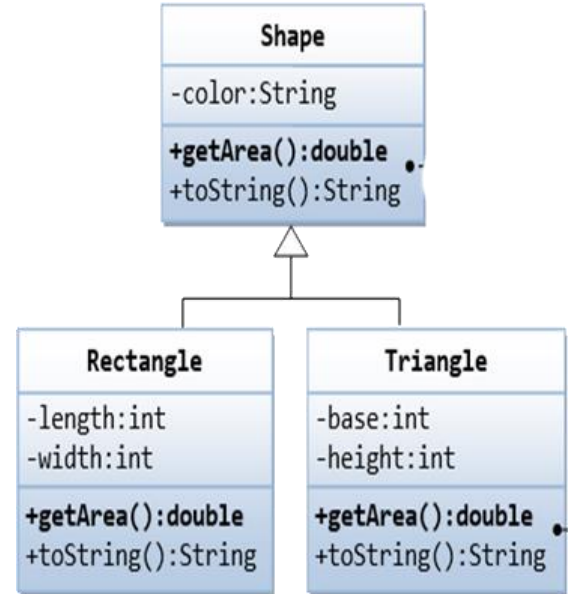 Shape
-color:String
+getArea():double
+toString():String
Rectangle
-length:int
-width:int
+getArea():double
+toString():String
Triangle
-base:int
-height:int
+getArea():double
+toString():String